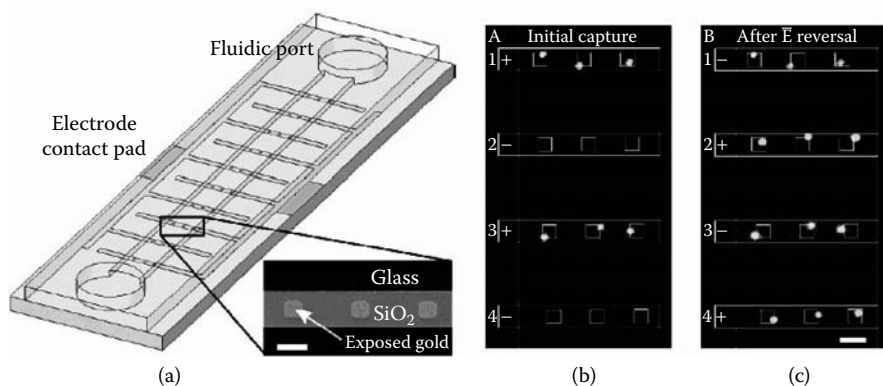 Fluidic port
Electrode
contact pad
Glass
SiO₂
Exposed gold
(a)
A Initial capture
1 +
2 −
3 +
4 −
(b)
B After E̅ reversal
1 −
2 +
3 −
4 +
(c)